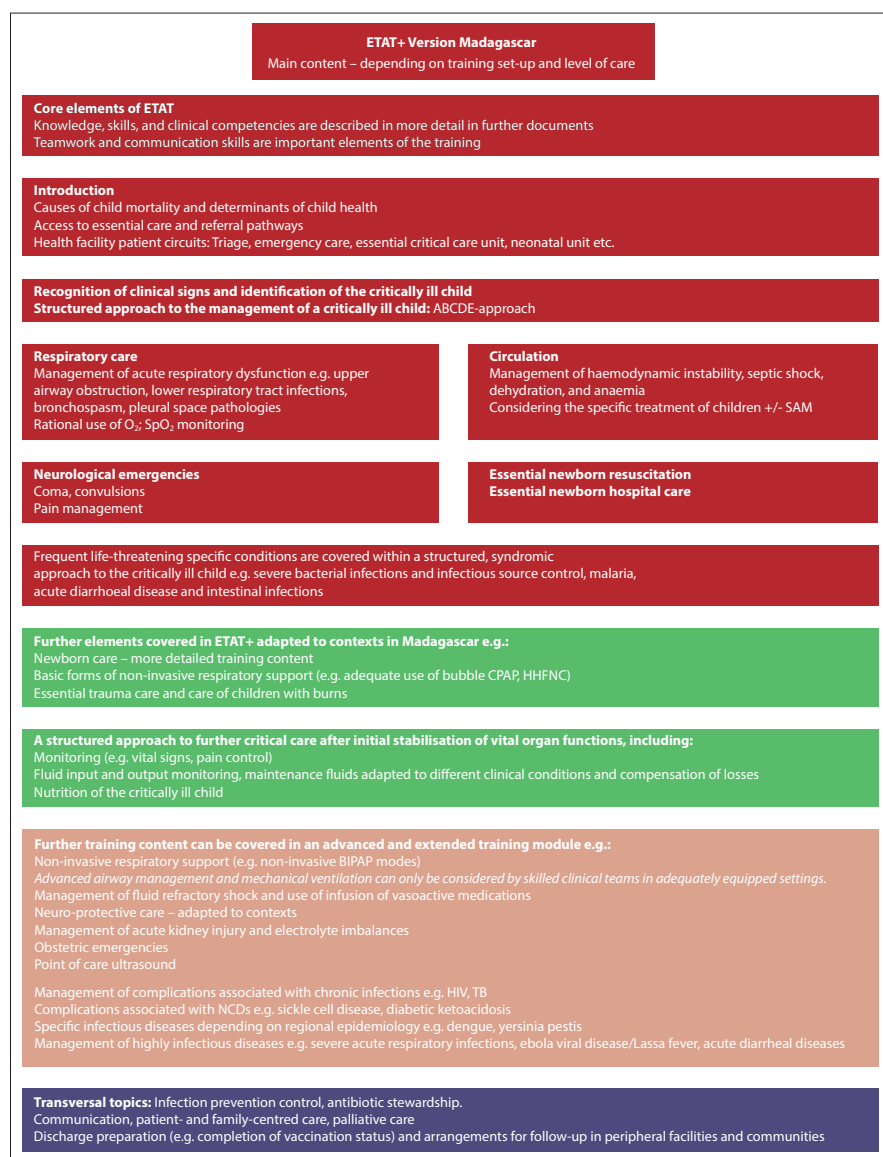 ETAT+ Version Madagascar
Main content – depending on training set-up and level of care
Core elements of ETAT
Knowledge, skills, and clinical competencies are described in more detail in further documents
Teamwork and communication skills are important elements of the training
Introduction
Causes of child mortality and determinants of child health
Access to essential care and referral pathways
Health facility patient circuits: Triage, emergency care, essential critical care unit, neonatal unit etc.
Recognition of clinical signs and identification of the critically ill child
Structured approach to the management of a critically ill child: ABCDE-approach
Respiratory care
Management of acute respiratory dysfunction e.g. upper
airway obstruction, lower respiratory tract infections,
bronchospasm, pleural space pathologies
Rational use of O₂; SpO₂ monitoring
Circulation
Management of haemodynamic instability, septic shock,
dehydration, and anaemia
Considering the specific treatment of children +/- SAM
Neurological emergencies
Coma, convulsions
Pain management
Essential newborn resuscitation
Essential newborn hospital care
Frequent life-threatening specific conditions are covered within a structured, syndromic
approach to the critically ill child e.g. severe bacterial infections and infectious source control, malaria,
acute diarrhoeal disease and intestinal infections
Further elements covered in ETAT+ adapted to contexts in Madagascar e.g.:
Newborn care – more detailed training content
Basic forms of non-invasive respiratory support (e.g. adequate use of bubble CPAP, HHFNC)
Essential trauma care and care of children with burns
A structured approach to further critical care after initial stabilisation of vital organ functions, including:
Monitoring (e.g. vital signs, pain control)
Fluid input and output monitoring, maintenance fluids adapted to different clinical conditions and compensation of losses
Nutrition of the critically ill child
Further training content can be covered in an advanced and extended training module e.g.:
Non-invasive respiratory support (e.g. non-invasive BIPAP modes)
Advanced airway management and mechanical ventilation can only be considered by skilled clinical teams in adequately equipped settings.
Management of fluid refractory shock and use of infusion of vasoactive medications
Neuro-protective care – adapted to contexts
Management of acute kidney injury and electrolyte imbalances
Obstetric emergencies
Point of care ultrasound
Management of complications associated with chronic infections e.g. HIV, TB
Complications associated with NCDs e.g. sickle cell disease, diabetic ketoacidosis
Specific infectious diseases depending on regional epidemiology e.g. dengue, yersinia pestis
Management of highly infectious diseases e.g. severe acute respiratory infections, ebola viral disease/Lassa fever, acute diarrheal diseases
Transversal topics: Infection prevention control, antibiotic stewardship.
Communication, patient- and family-centred care, palliative care
Discharge preparation (e.g. completion of vaccination status) and arrangements for follow-up in peripheral facilities and communities